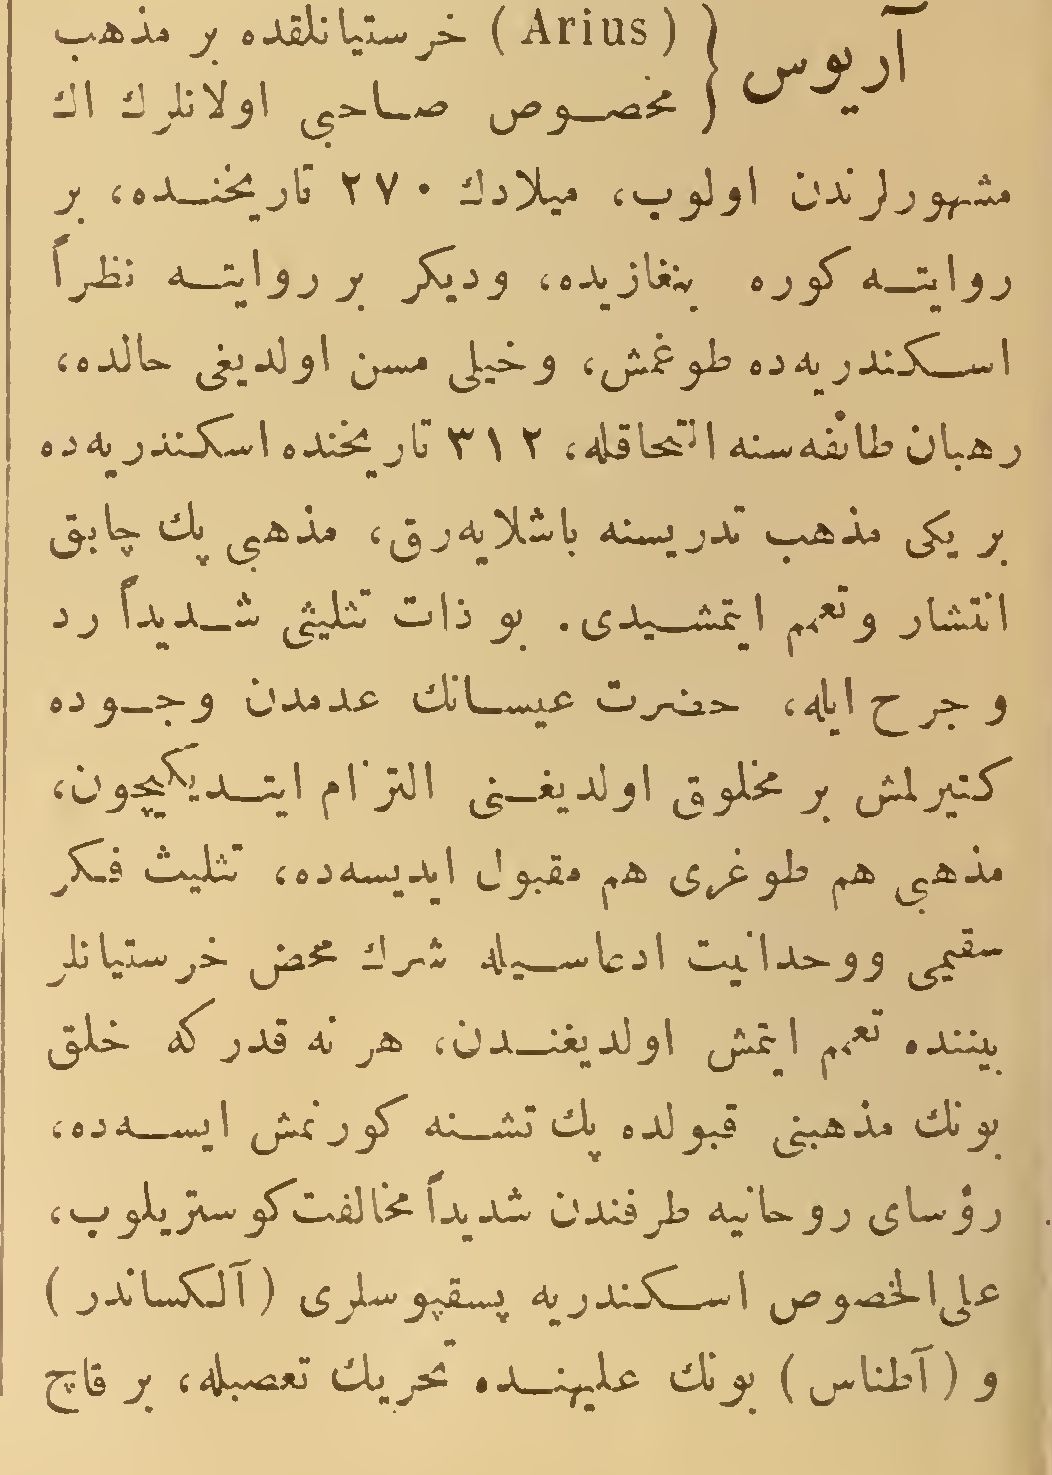 آریوس { (Arius) خرستیانلقده بر مذهب
مخصوص صاحبی اولانلرك اك
مشهورلرندن اولوب، میلادك ٢٧٠ تاریخنده، بر
روایته كوره بنغازیده، ودیكر بر روایته نظراً
اسكندریه‌ده طوغمش، وخیلی مسن اولدیغی حالده،
رهبان طائفه‌سنه التحاقله، ٣١٢ تاریخنده اسكندریه‌ده
بر یكی مذهب تدریسنه باشلایه‌رق، مذهبی پك چابق
انتشار وتعمم ایتمشیدی. بو ذات تثلیثی شدیداً رد
وجرح ایله، حضرت عیسانك عدمدن وجوده
كتیرلمش بر مخلوق اولدیغنی التزام ایتدیكیچون،
مذهبی هم طوغری هم مقبول ایدیسه‌ده، تثلیث فكر
سقیمی ووحدانیت ادعاسیله شرك محض خرستیانلر
بیننده تعمم ایتمش اولدیغندن، هر نه قدر كه خلق
بونك مذهبنی قبولده پك تشنه كورنمش ایسه‌ده،
رؤسای روحانیه طرفندن شدیداً مخالفت كوستریلوب،
علی‌الخصوص اسكندریه پسقپوسلری (آلكساندر)
و (آطناس) بونك علیهنده تحریك تعصبله، بر قاچ